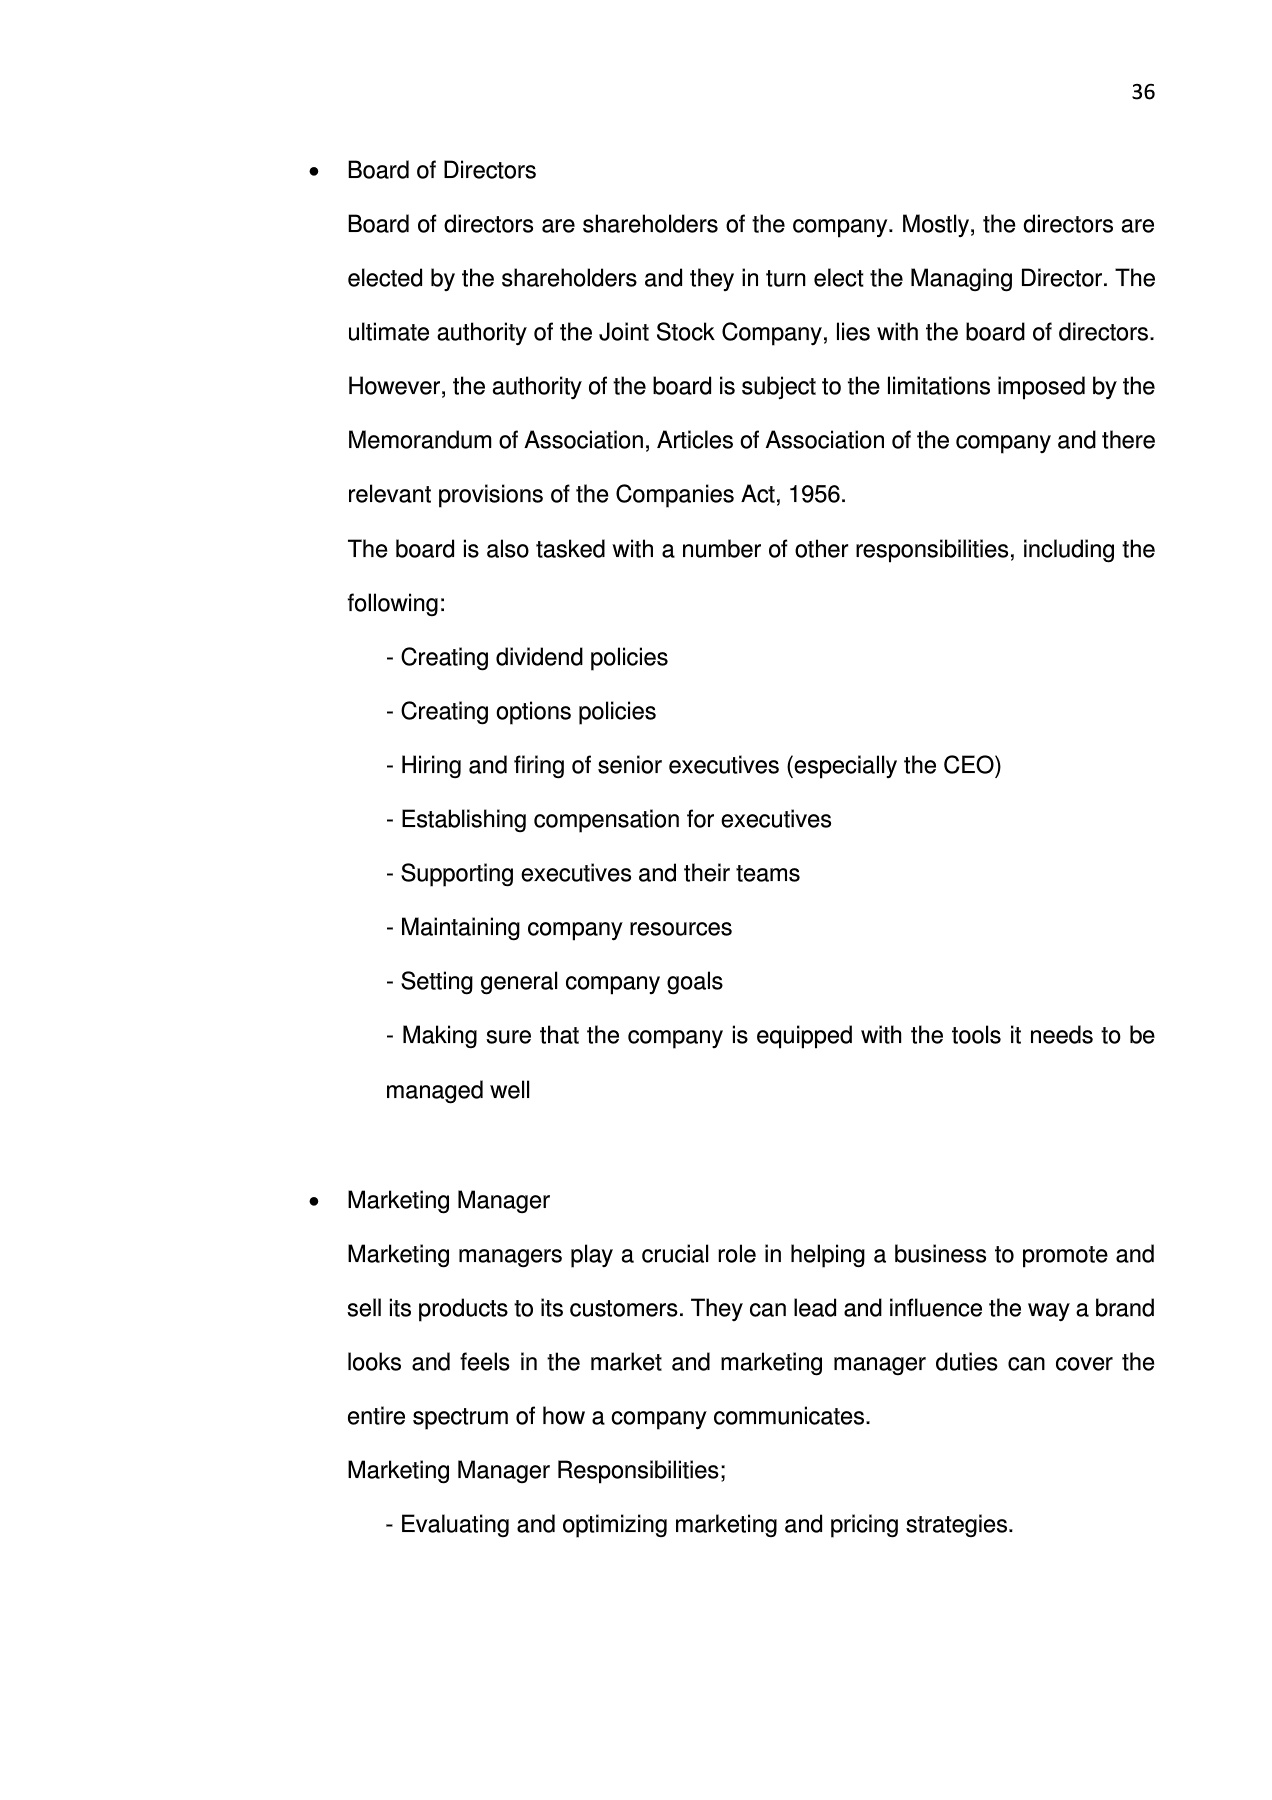 36
• Board of Directors
Board of directors are shareholders of the company. Mostly, the directors are
elected by the shareholders and they in turn elect the Managing Director. The
ultimate authority of the Joint Stock Company, lies with the board of directors.
However, the authority of the board is subject to the limitations imposed by the
Memorandum of Association, Articles of Association of the company and there
relevant provisions of the Companies Act, 1956.
The board is also tasked with a number of other responsibilities, including the
following:
- Creating dividend policies
- Creating options policies
- Hiring and firing of senior executives (especially the CEO)
- Establishing compensation for executives
- Supporting executives and their teams
- Maintaining company resources
- Setting general company goals
- Making sure that the company is equipped with the tools it needs to be
managed well
• Marketing Manager
Marketing managers play a crucial role in helping a business to promote and
sell its products to its customers. They can lead and influence the way a brand
looks and feels in the market and marketing manager duties can cover the
entire spectrum of how a company communicates.
Marketing Manager Responsibilities;
- Evaluating and optimizing marketing and pricing strategies.